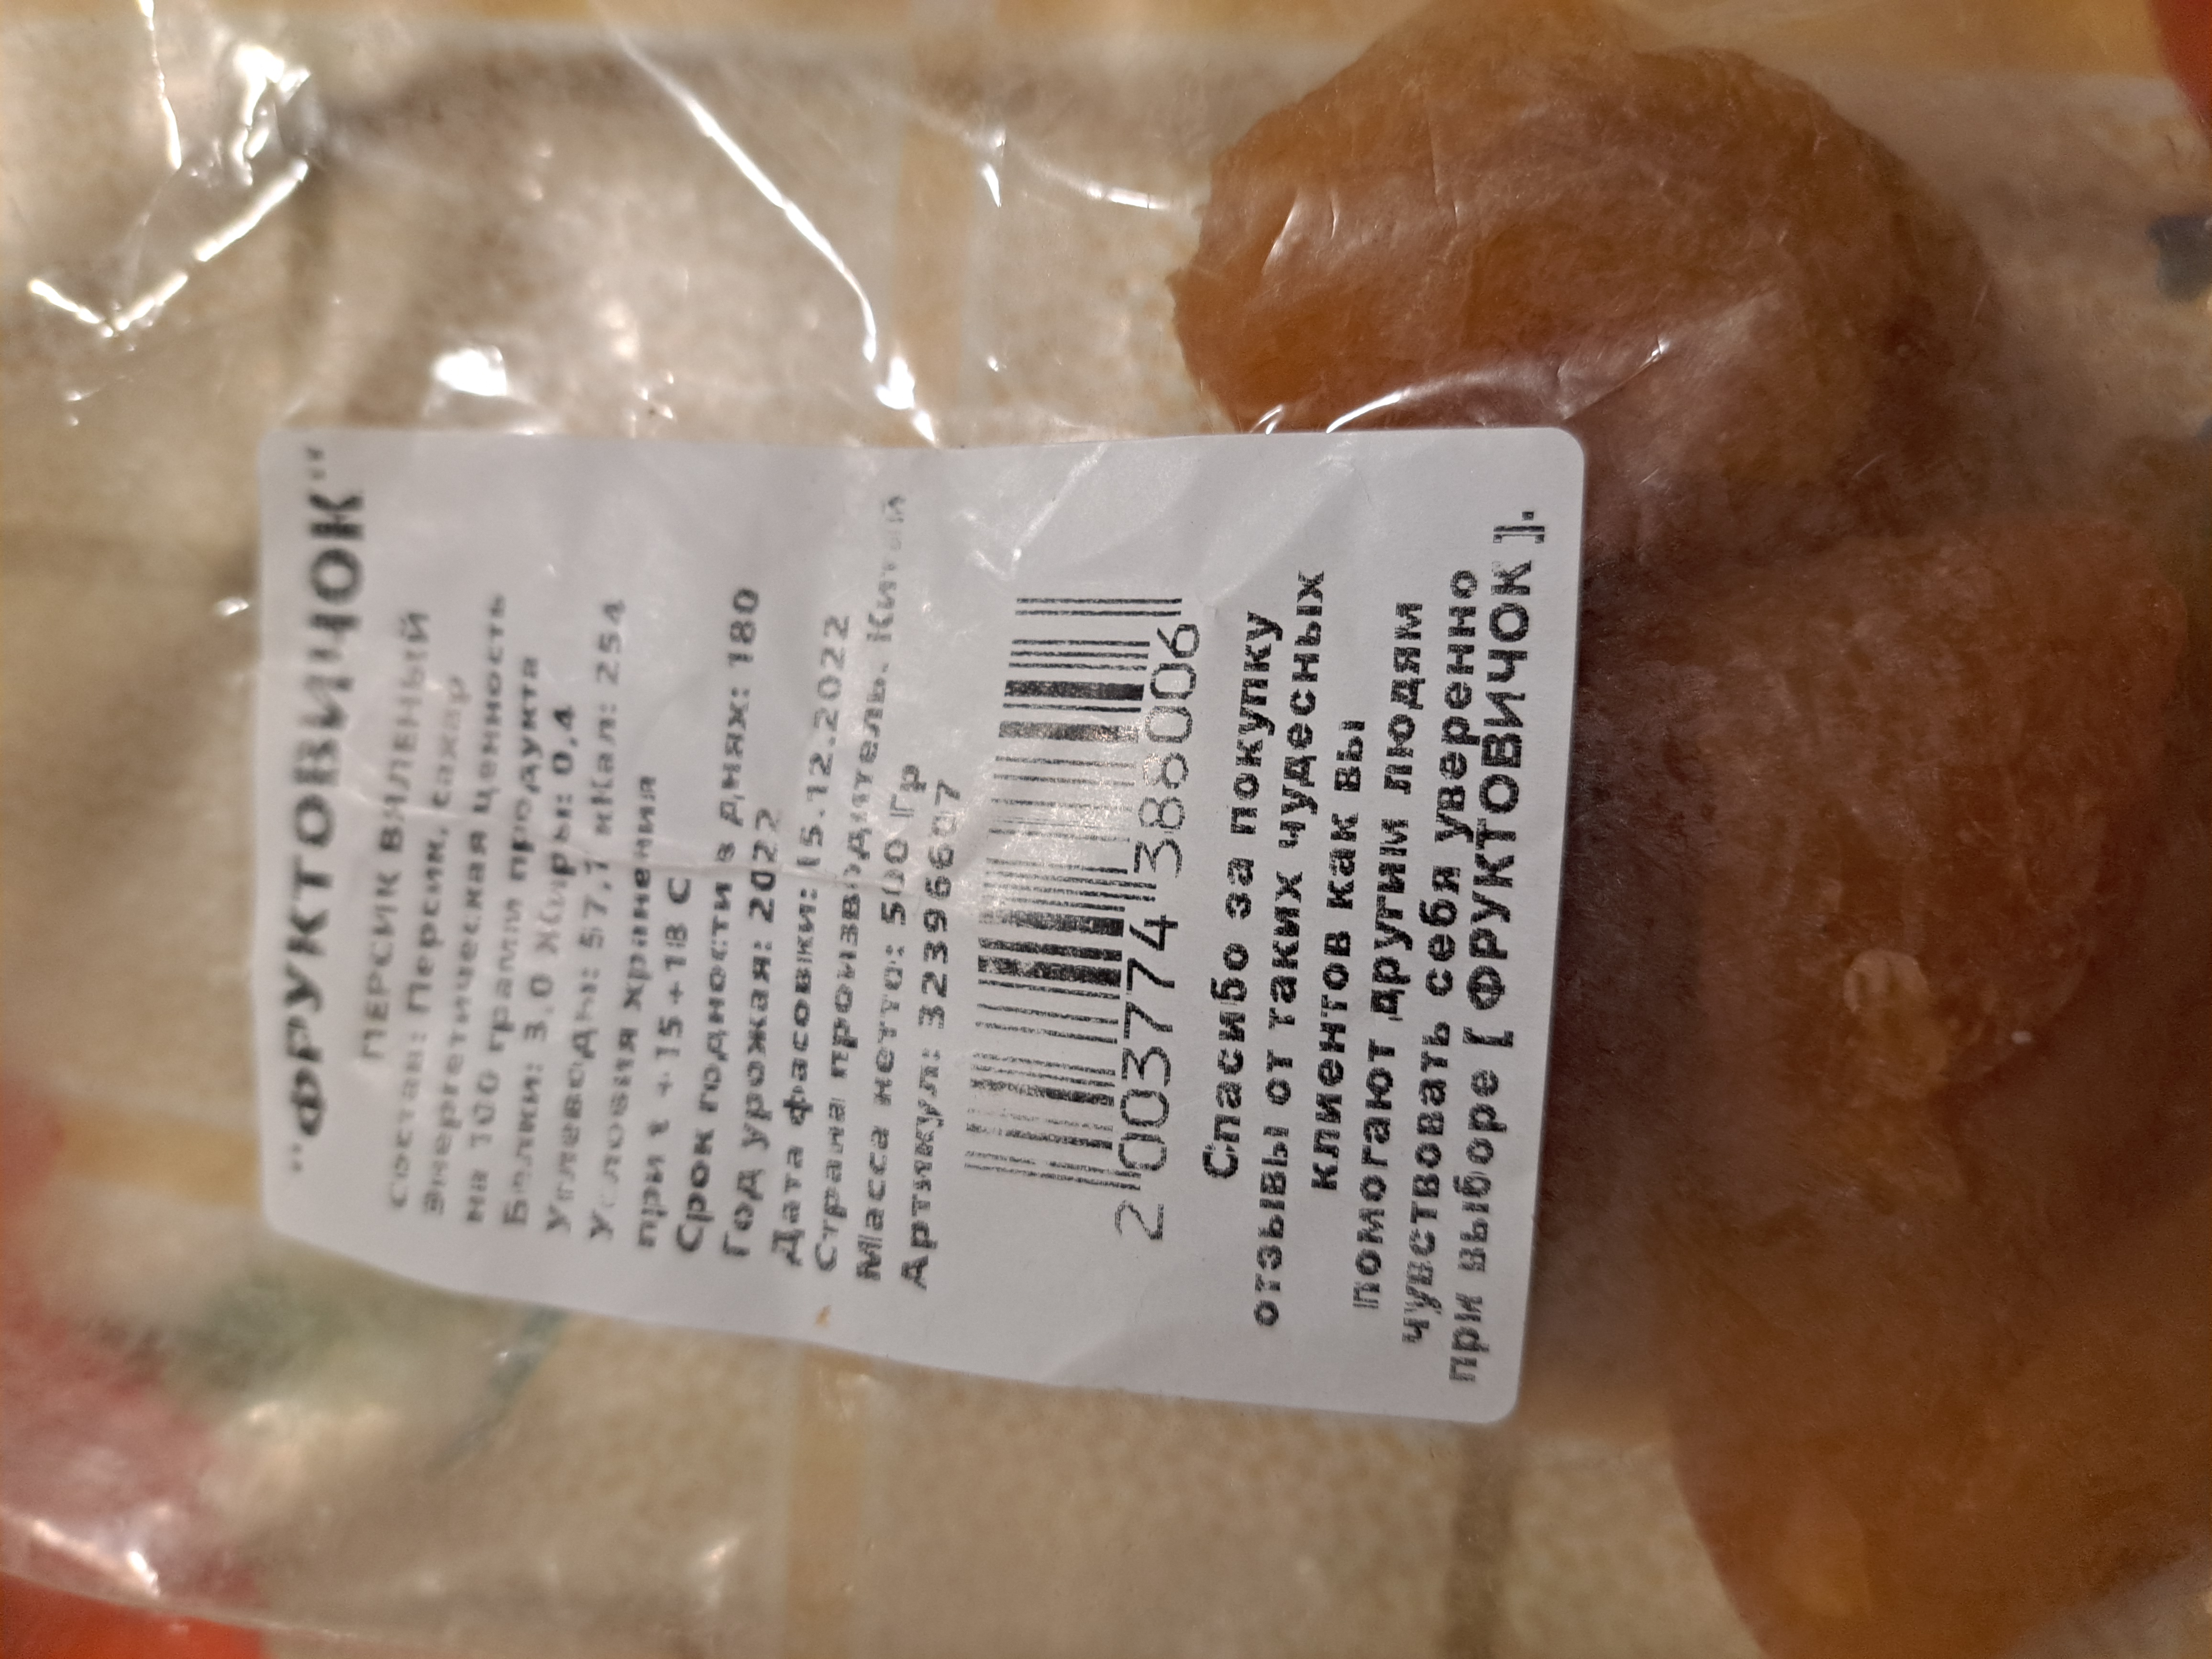 "ФРУКТОВИЧОК"
ПЕРСИК ВЯЛЕНЫЙ
Состав: Персик, сахар
Энергетическая ценность
на 100 грамм продукта
Белки: 3,0 Жиры: 0,4
Углеводы: 57,1 кКал: 254
Условия хранения
при t +15+18 С
Срок годности в днях: 180
Год урожая: 2022
Дата фасовки: 15.12.2022
Страна производитель: Китай
Масса нетто: 500 Гр
Артикул: 32396607
2 003774 388006
Спасибо за покупку
отзывы от таких чудесных
клиентов как вы
помогают другим людям
чувствовать себя уверенно
при выборе [ ФРУКТОВИЧОК ].